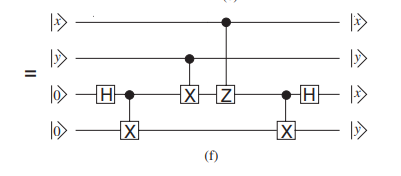 |x⟩ |x⟩
= |y⟩ |y⟩
|0⟩ H X Z H |x⟩
|0⟩ X X |y⟩
(f)